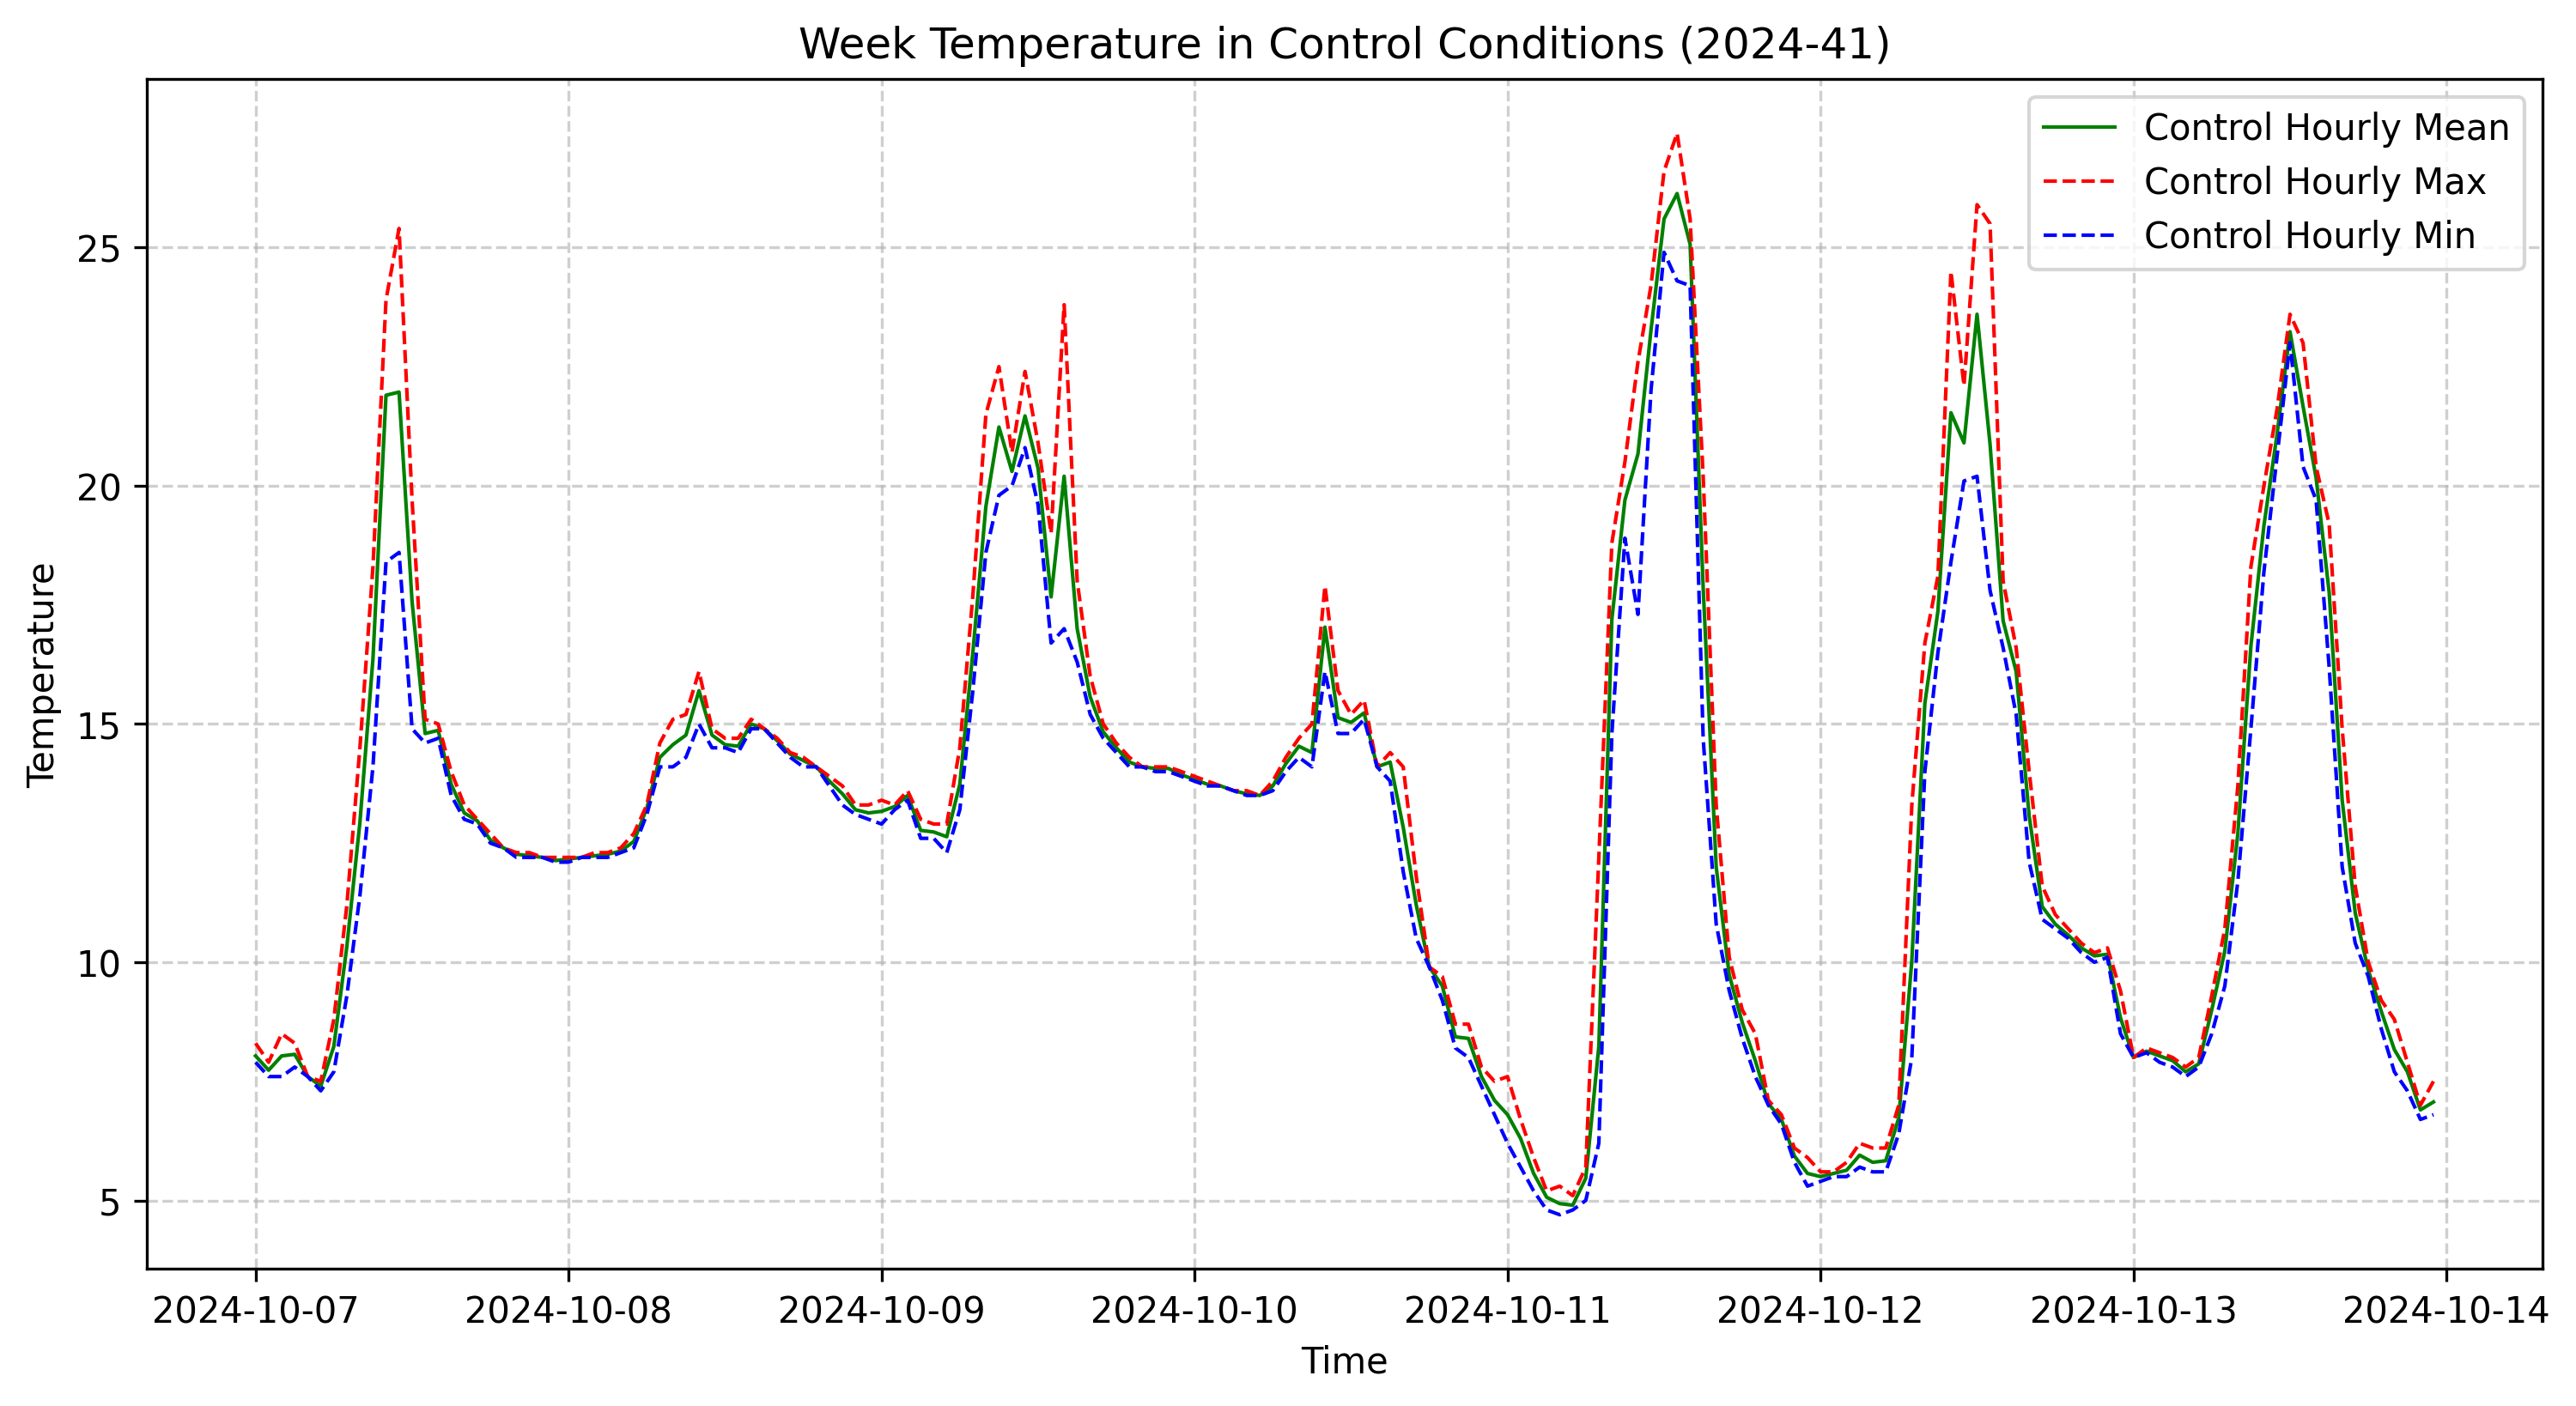 Week Temperature in Control Conditions (2024-41)
Control Hourly Mean
Control Hourly Max
Control Hourly Min
Temperature
25
20
15
10
5
2024-10-07 2024-10-08 2024-10-09 2024-10-10 2024-10-11 2024-10-12 2024-10-13 2024-10-14
Time